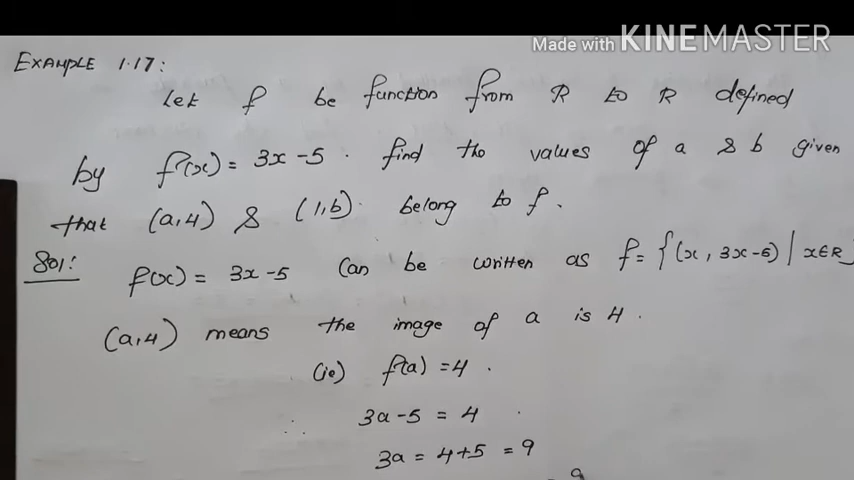 Made with KINEMASTER
EXAMPLE 1.17:
Let f be function from R to R defined
by f(x) = 3x - 5. find the values of a & b given
that (a,4) & (1,b). belong to f.
Sol:
f(x) = 3x - 5 Can be written as f = {(x, 3x - 5) | x∈R}
(a,4) means the image of a is 4.
(ie) f(a) = 4.
∴ 3a - 5 = 4
3a = 4 + 5 = 9
9